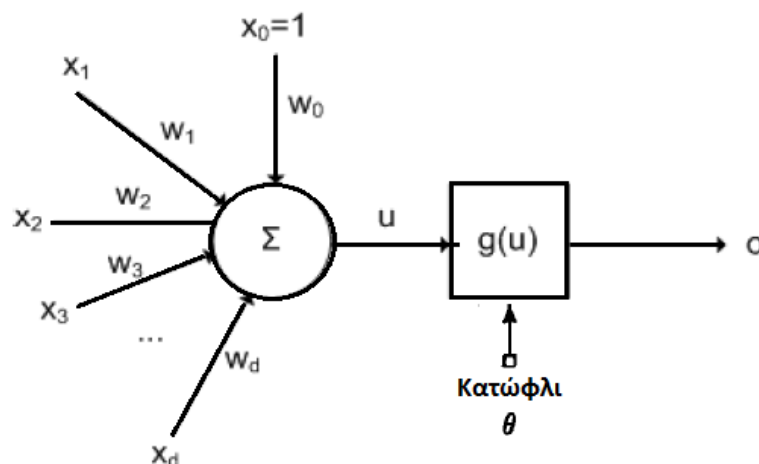 x₀=1
x₁
w₀
w₁
w₂
x₂
w₃
x₃
...
w_d
x_d
Σ
u
g(u)
o
Κατώφλι
θ